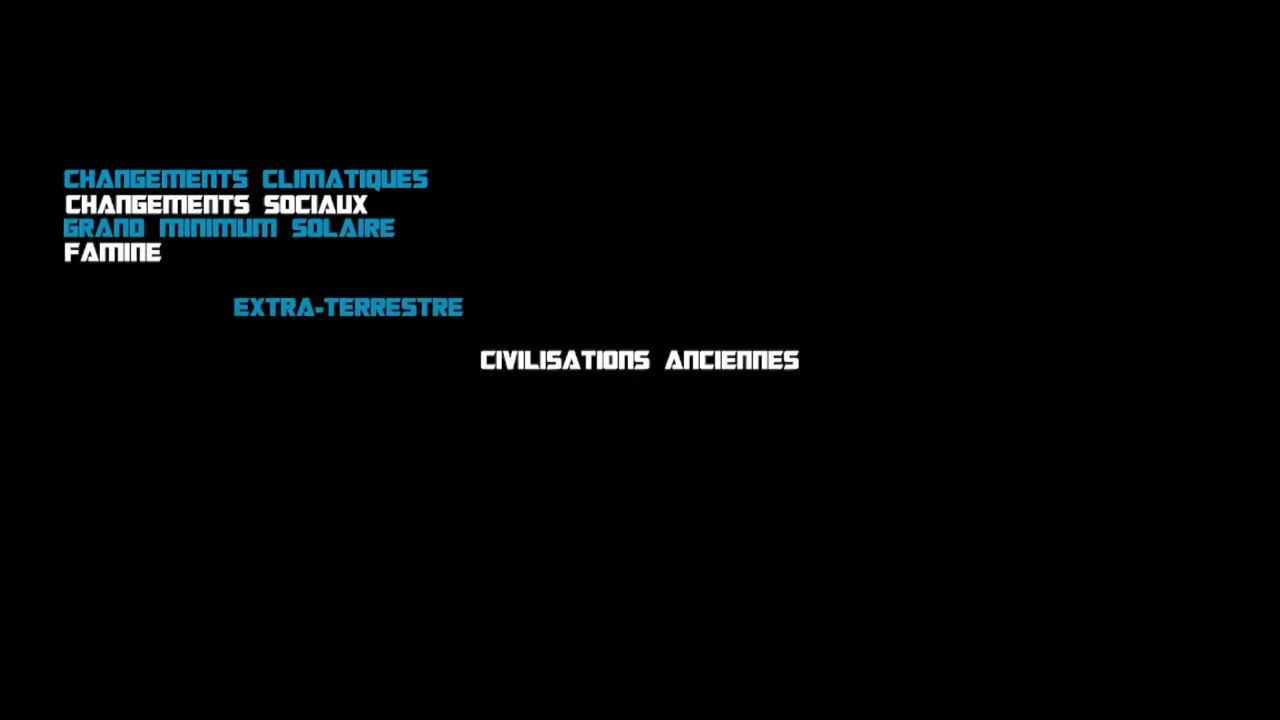 CHANGEMENTS CLIMATIQUES
CHANGEMENTS SOCIAUX
GRAND MINIMUM SOLAIRE
FAMINE
EXTRA-TERRESTRE
CIVILISATIONS ANCIENNES